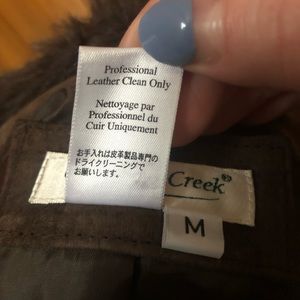 Professional
Leather Clean Only
Nettoyage par
Professionnel du
Cuir Uniquement
お手入れは皮革製品専門の
ドライクリーニングで
お願いします。
Creek®
M